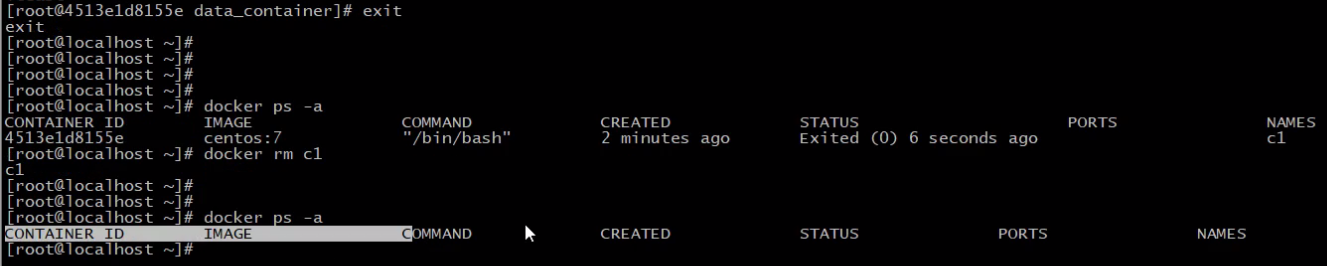 [root@4513e1d8155e data_container]# exit
exit
[root@localhost ~]#
[root@localhost ~]#
[root@localhost ~]#
[root@localhost ~]#
[root@localhost ~]# docker ps -a
CONTAINER ID IMAGE COMMAND CREATED STATUS PORTS NAMES
4513e1d8155e centos:7 "/bin/bash" 2 minutes ago Exited (0) 6 seconds ago c1
[root@localhost ~]# docker rm c1
c1
[root@localhost ~]#
[root@localhost ~]#
[root@localhost ~]# docker ps -a
CONTAINER ID IMAGE COMMAND CREATED STATUS PORTS NAMES
[root@localhost ~]#